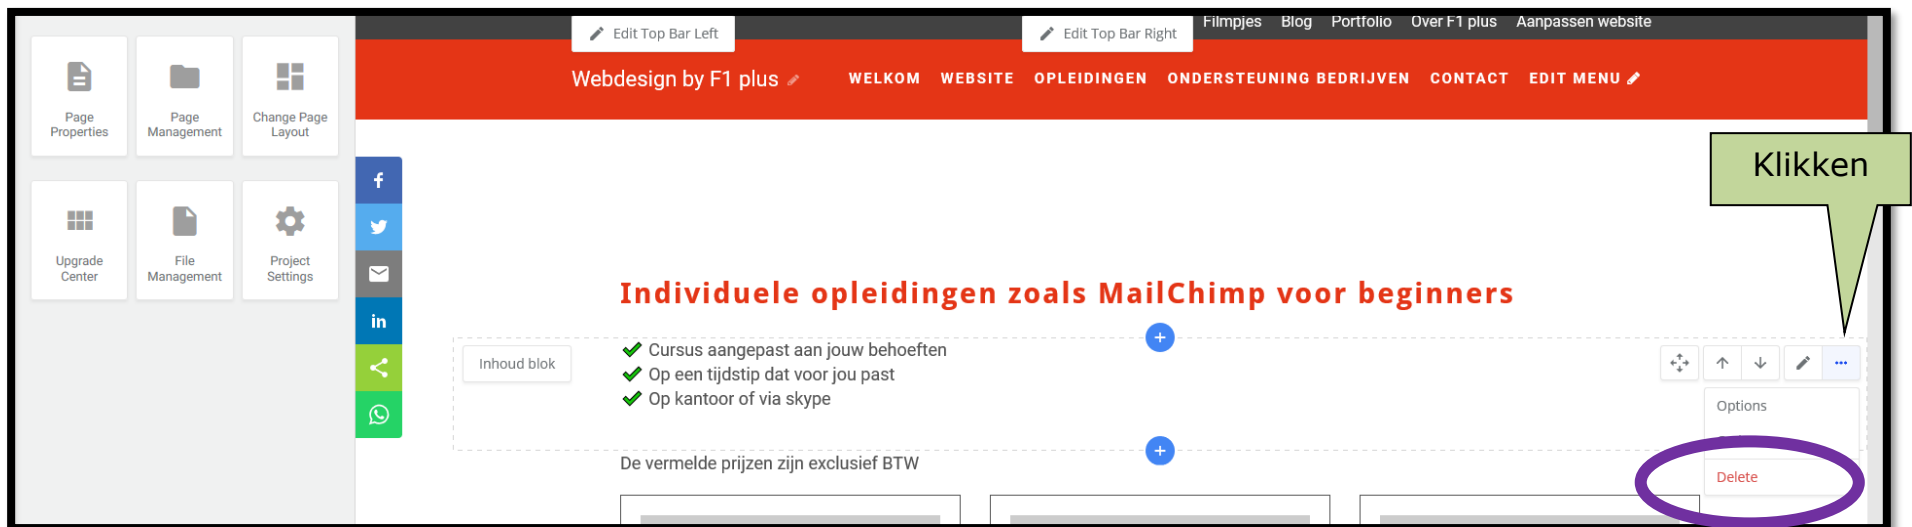 Filmpjes Blog Portfolio Over F1 plus Aanpassen website
Edit Top Bar Left
Edit Top Bar Right
Webdesign by F1 plus
WELKOM WEBSITE OPLEIDINGEN ONDERSTEUNING BEDRIJVEN CONTACT EDIT MENU
Page
Properties
Page
Management
Change Page
Layout
Upgrade
Center
File
Management
Project
Settings
Klikken
Individuele opleidingen zoals MailChimp voor beginners
Inhoud blok
Cursus aangepast aan jouw behoeften
Op een tijdstip dat voor jou past
Op kantoor of via skype
Options
Delete
De vermelde prijzen zijn exclusief BTW